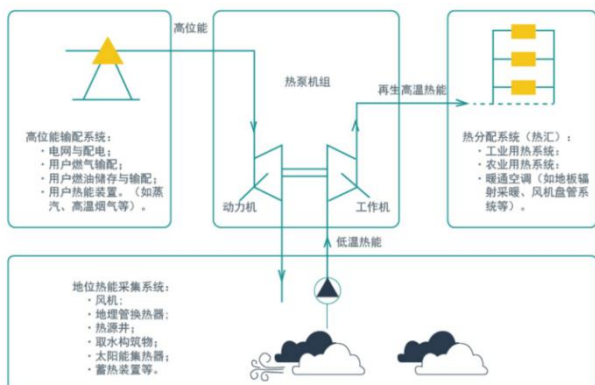 高位能
热泵机组
再生高温热能
高位能输配系统：
·电网与配电；
·用户燃气输配；
·用户燃油储存与输配；
·用户热能装置。（如蒸
汽、高温烟气等）。
动力机
工作机
热分配系统（热汇）：
·工业用热系统；
·农业用热系统；
·暖通空调（如地板辐
射采暖、风机盘管系
统等）。
低温热能
地位热能采集系统：
·风机；
·地埋管换热器；
·热源井；
·取水构筑物；
·太阳能集热器；
·蓄热装置等。